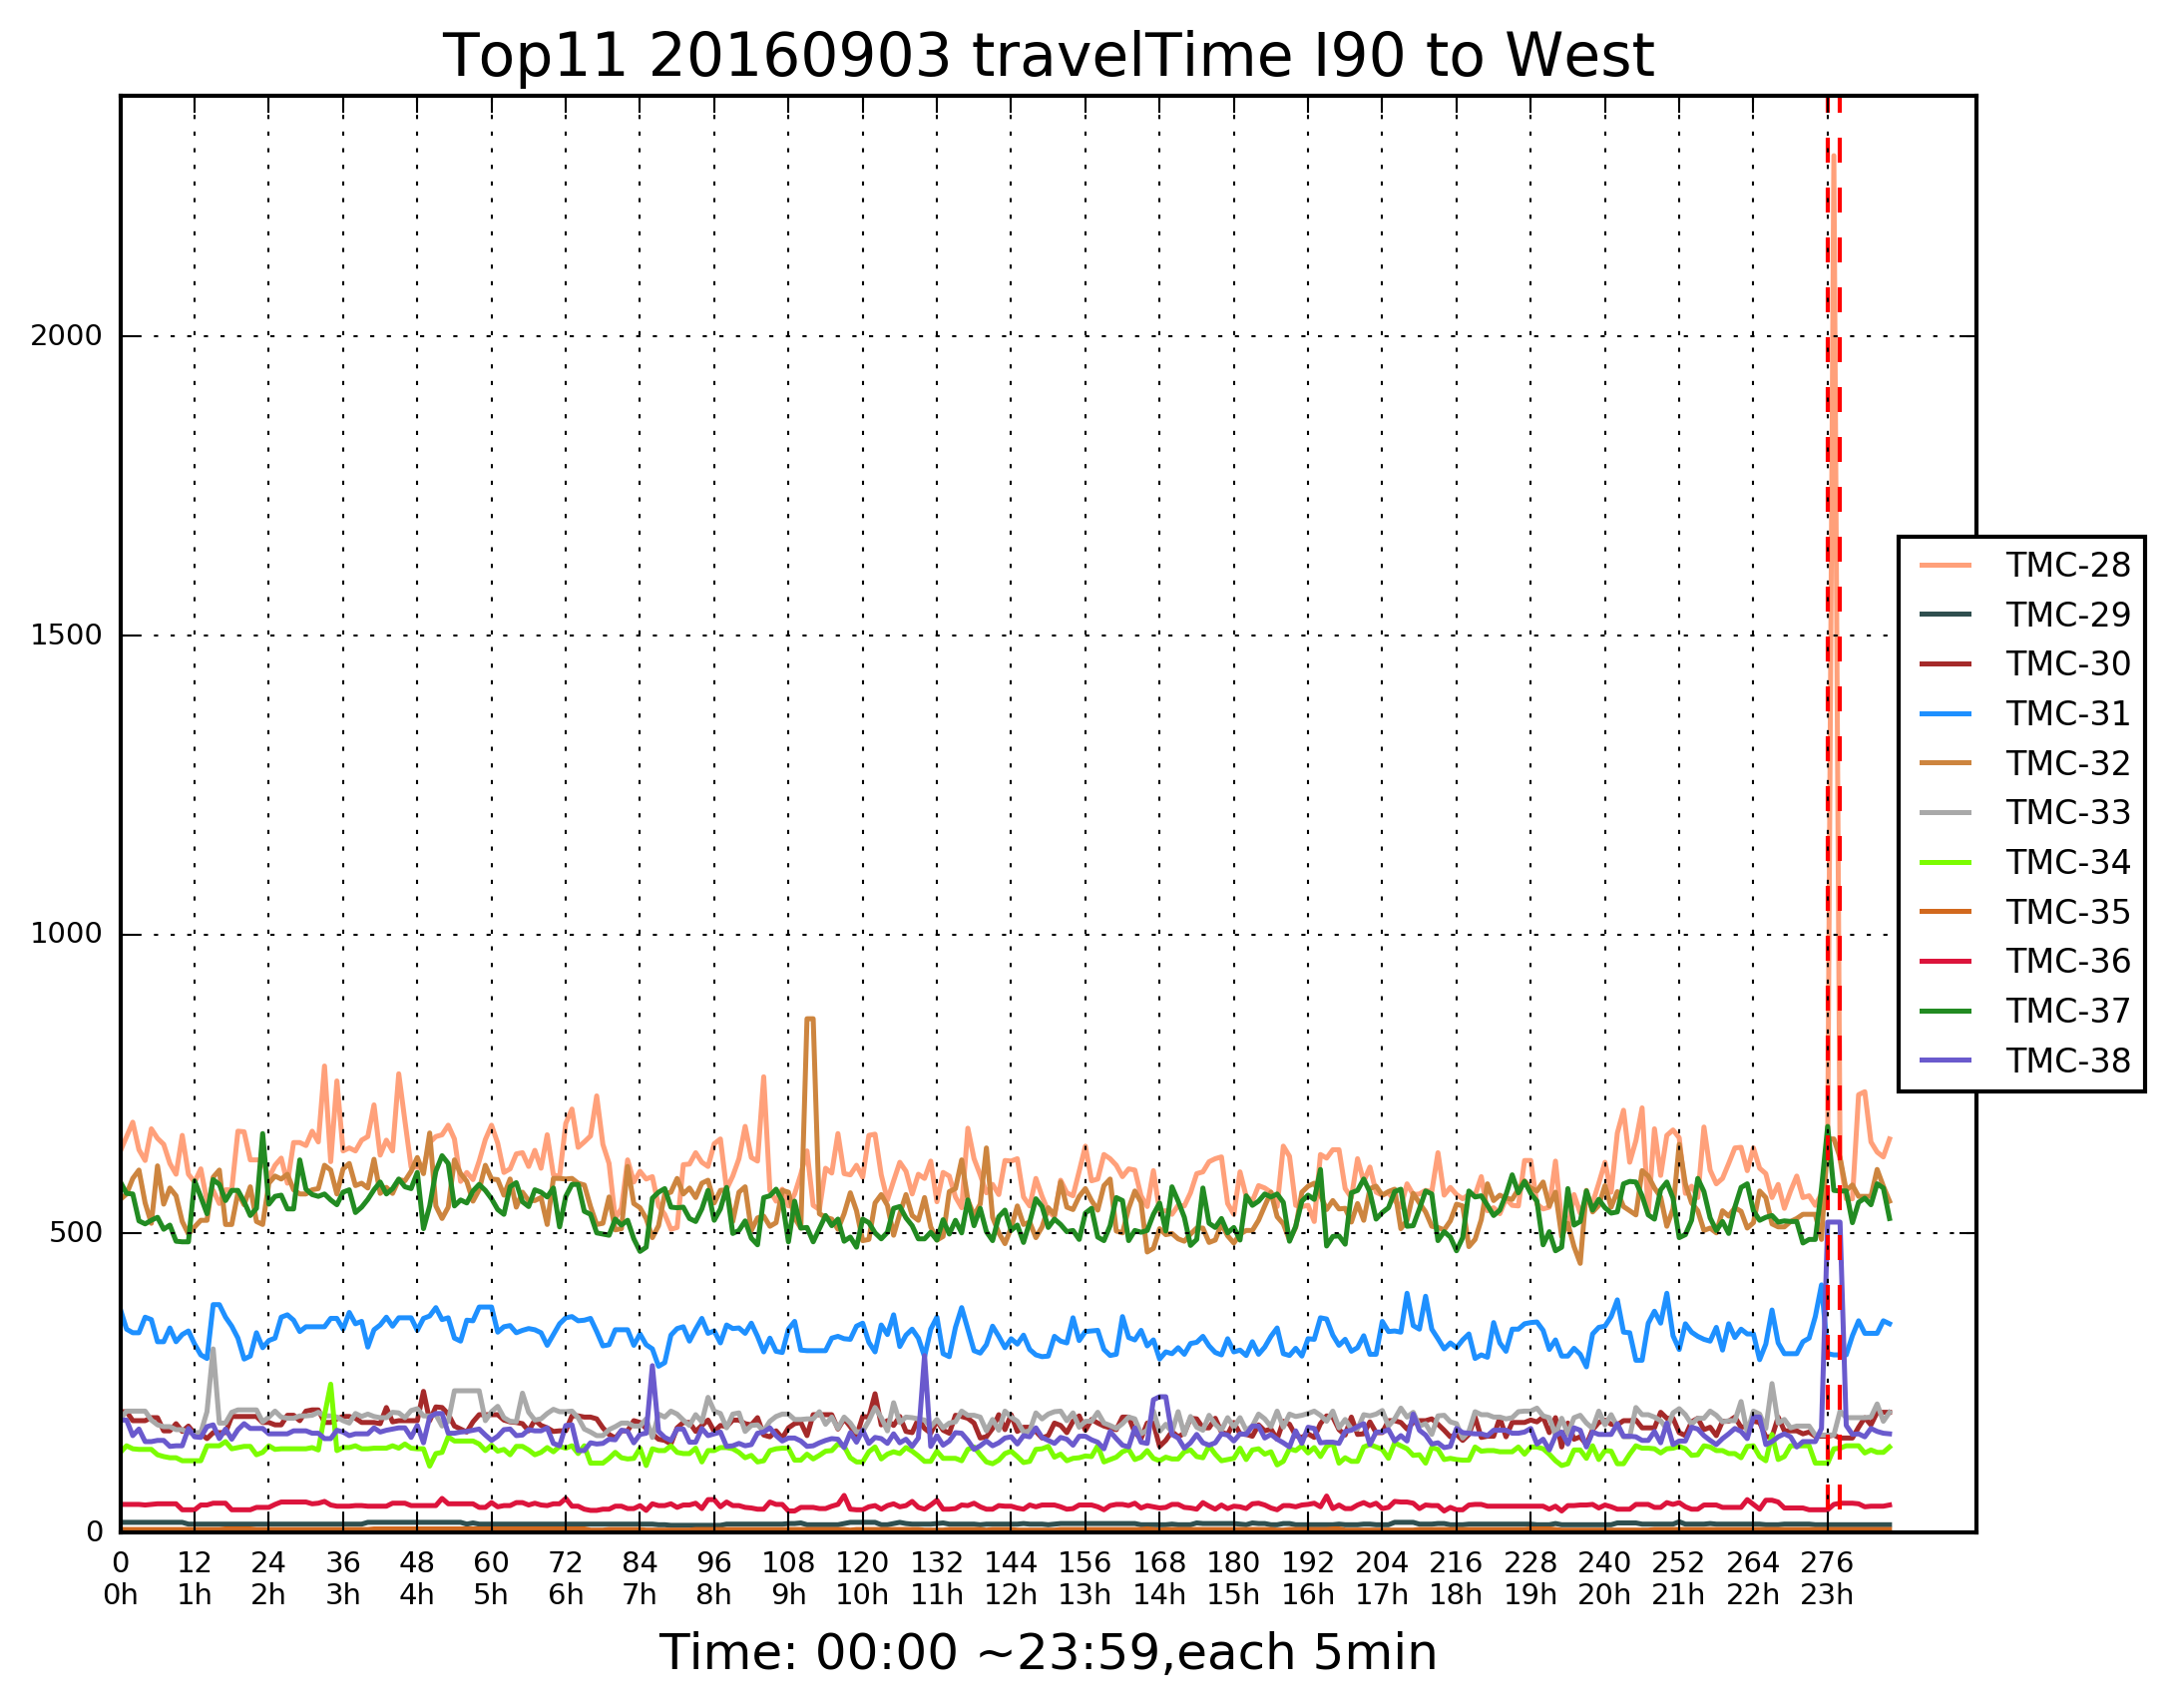 Top11 20160903 travelTime I90 to West
2000
1500
1000
500
0
TMC-28
TMC-29
TMC-30
TMC-31
TMC-32
TMC-33
TMC-34
TMC-35
TMC-36
TMC-37
TMC-38
0 12 24 36 48 60 72 84 96 108 120 132 144 156 168 180 192 204 216 228 240 252 264 276
0h 1h 2h 3h 4h 5h 6h 7h 8h 9h 10h 11h 12h 13h 14h 15h 16h 17h 18h 19h 20h 21h 22h 23h
Time: 00:00 ~23:59,each 5min